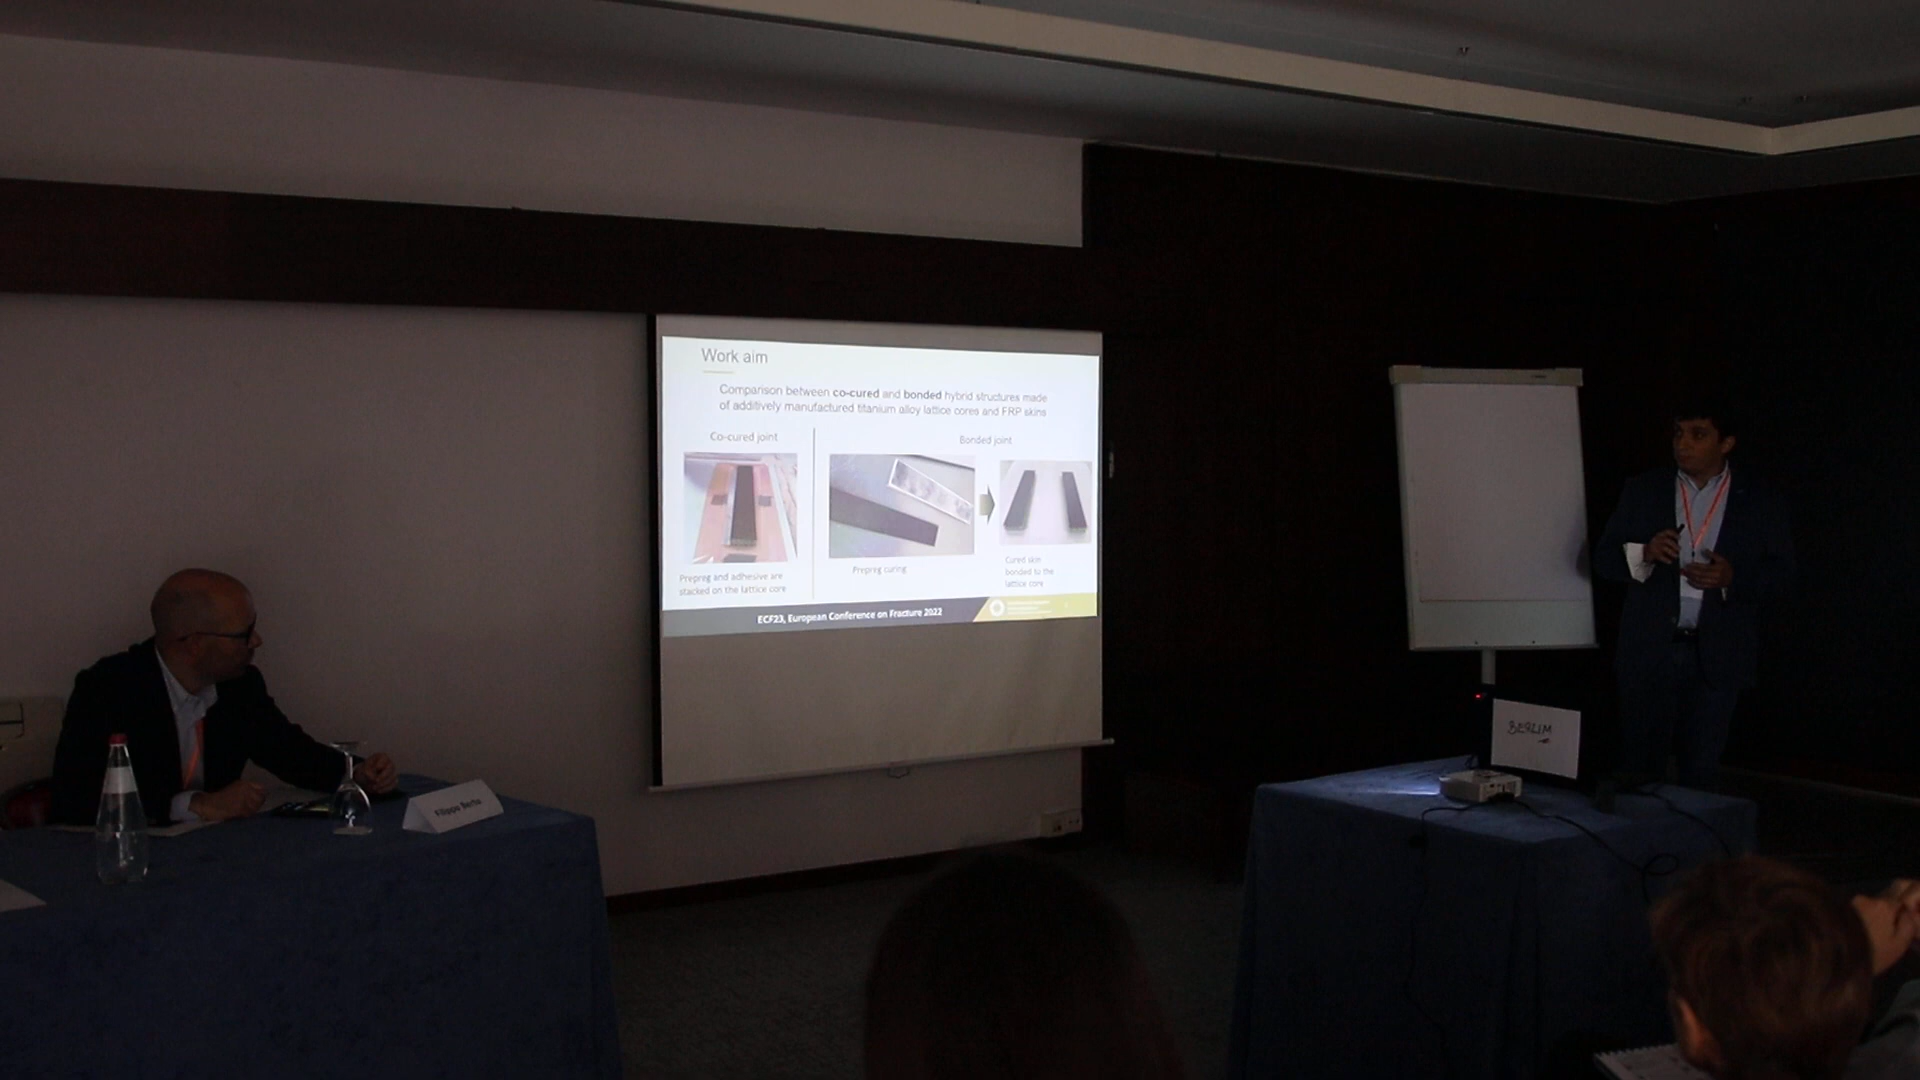 Work aim
Comparison between co-cured and bonded hybrid structures made
of additively manufactured titanium alloy lattice cores and FRP skins
Co-cured joint
Bonded joint
Prepreg and adhesive are
stacked on the lattice core
Prepreg curing
Cured skin
bonded to the
lattice core
ECF23, European Conference on Fracture 2022
Filippo Berto
BERLIM